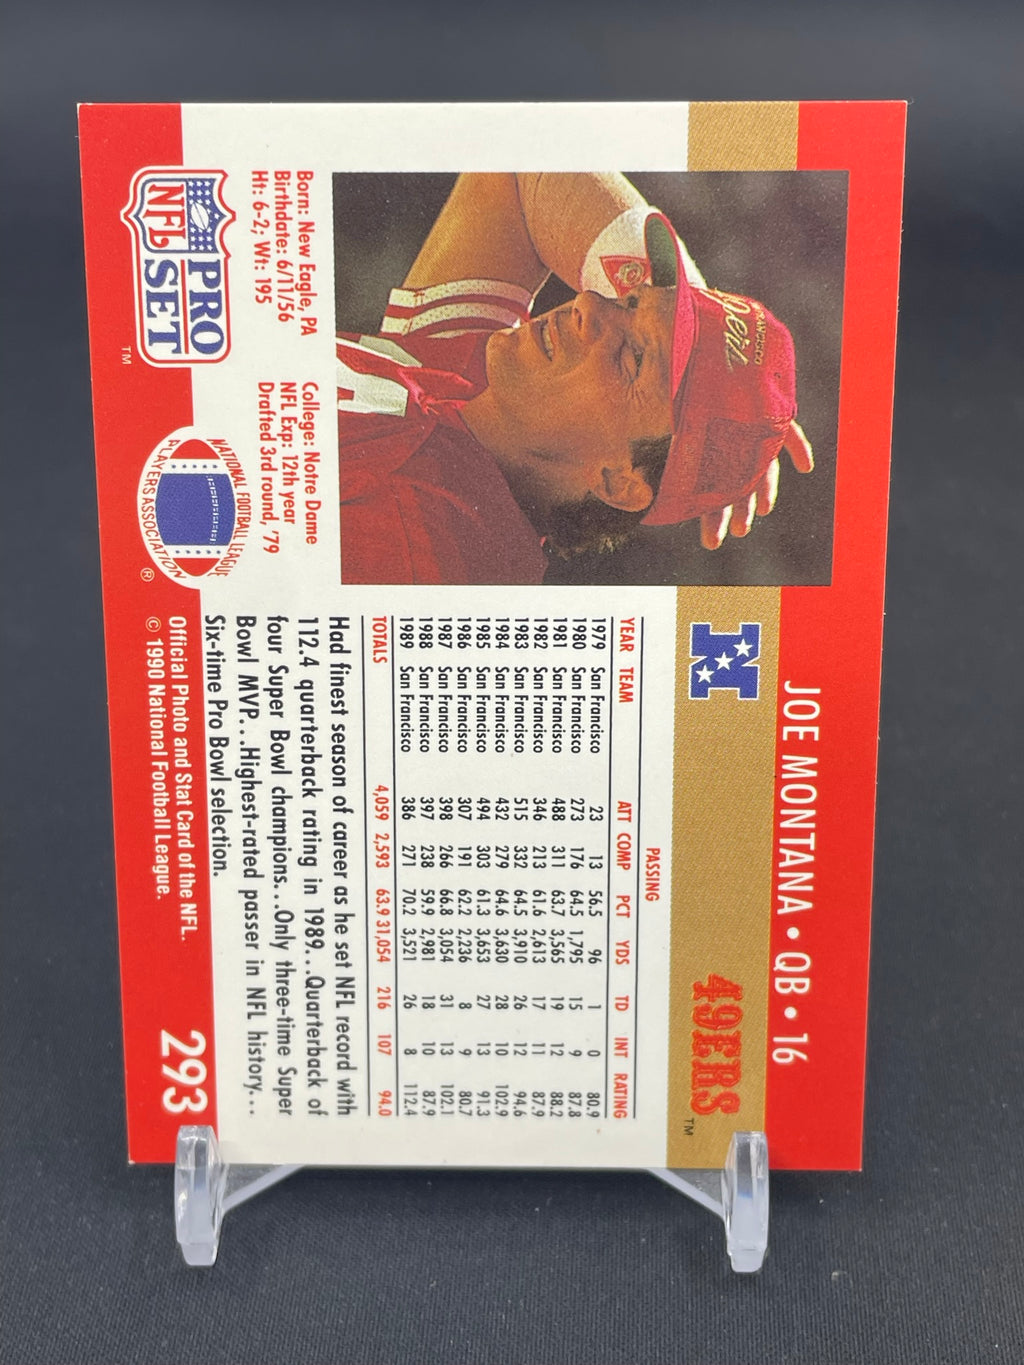 JOE MONTANA • QB • 16
49ERS™
FRANCISCO
PASSING
YEAR TEAM ATT COMP PCT YDS TD INT RATING
1979 San Francisco 23 13 56.5 96 1 0 80.9
1980 San Francisco 273 176 64.5 1,795 15 9 87.8
1981 San Francisco 488 311 63.7 3,565 19 12 88.2
1982 San Francisco 346 213 61.6 2,613 17 11 87.9
1983 San Francisco 515 332 64.5 3,910 26 12 94.6
1984 San Francisco 432 279 64.6 3,630 28 10 102.9
1985 San Francisco 494 303 61.3 3,653 27 13 91.3
1986 San Francisco 307 191 62.2 2,236 8 9 80.7
1987 San Francisco 398 266 66.8 3,054 31 13 102.1
1988 San Francisco 397 238 59.9 2,981 18 10 87.9
1989 San Francisco 386 271 70.2 3,521 26 8 112.4
TOTALS 4,059 2,593 63.9 31,054 216 107 94.0
Born: New Eagle, PA
Birthdate: 6/11/56
Ht: 6-2; Wt: 195
College: Notre Dame
NFL Exp: 12th year
Drafted 3rd round, '79
Had finest season of career as he set NFL record with
112.4 quarterback rating in 1989...Quarterback of
four Super Bowl champions...Only three-time Super
Bowl MVP...Highest-rated passer in NFL history...
Six-time Pro Bowl selection.
PRO
NFL SET™
NATIONAL FOOTBALL LEAGUE
PLAYERS ASSOCIATION®
Official Photo and Stat Card of the NFL.
© 1990 National Football League.
293